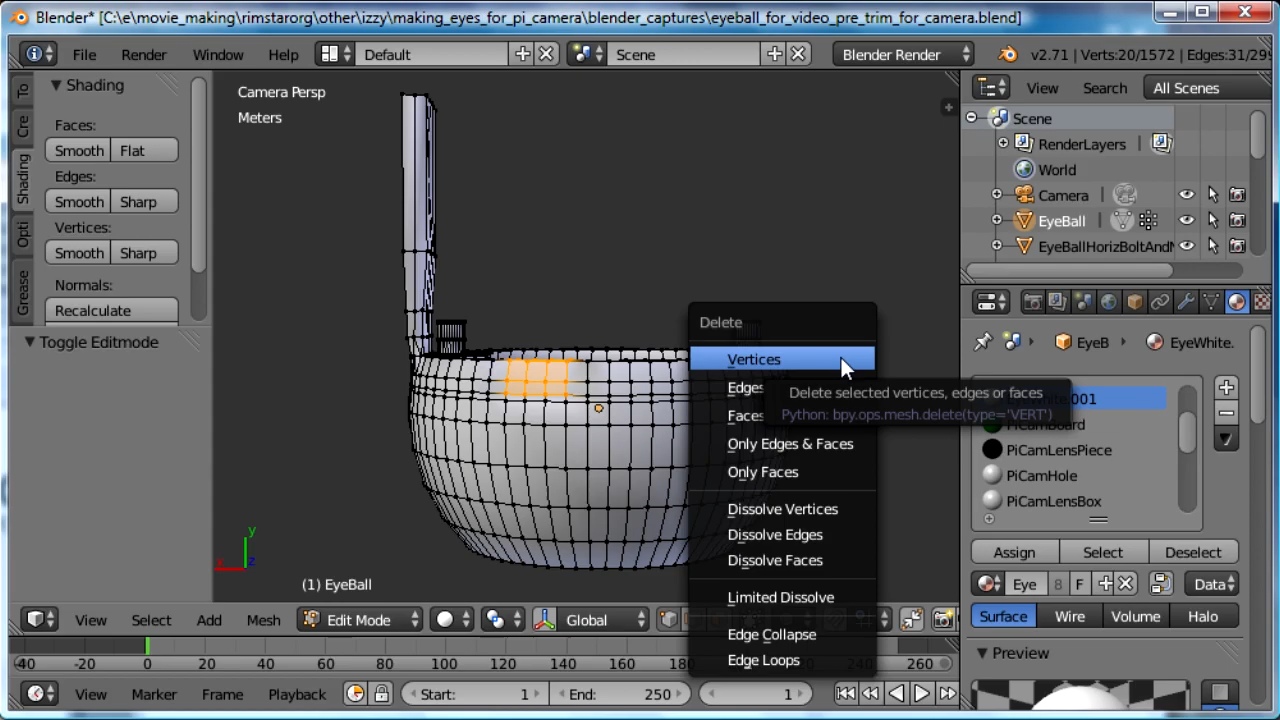 Blender* [C:\e\movie_making\rimstarorg\other\izzy\making_eyes_for_pi_camera\blender_captures\eyeball_for_video_pre_trim_for_camera.blend]
File Render Window Help Default Scene Blender Render v2.71 | Verts:20/1572 | Edges:31/299
To
Cre
Shading
Opti
Grease
Shading
Faces:
Smooth Flat
Edges:
Smooth Sharp
Vertices:
Smooth Sharp
Normals:
Recalculate
Toggle Editmode
Camera Persp
Meters
y
x
z
(1) EyeBall
Delete
Vertices
Edges
Faces
Only Edges & Faces
Only Faces
Dissolve Vertices
Dissolve Edges
Dissolve Faces
Limited Dissolve
Edge Collapse
Edge Loops
Delete selected vertices, edges or faces
Python: bpy.ops.mesh.delete(type='VERT')
View Search All Scenes
Scene
RenderLayers
World
Camera
EyeBall
EyeBallHorizBoltAndN
EyeB EyeWhite.
.001
PiCamBoard
PiCamLensPiece
PiCamHole
PiCamLensBox
Assign Select Deselect
Eye 8 F Data
Surface Wire Volume Halo
Preview
View Select Add Mesh Edit Mode Global
-40 -20 0 20 40 60 80 100 120 140 160 180 260
View Marker Frame Playback Start: 1 End: 250 1